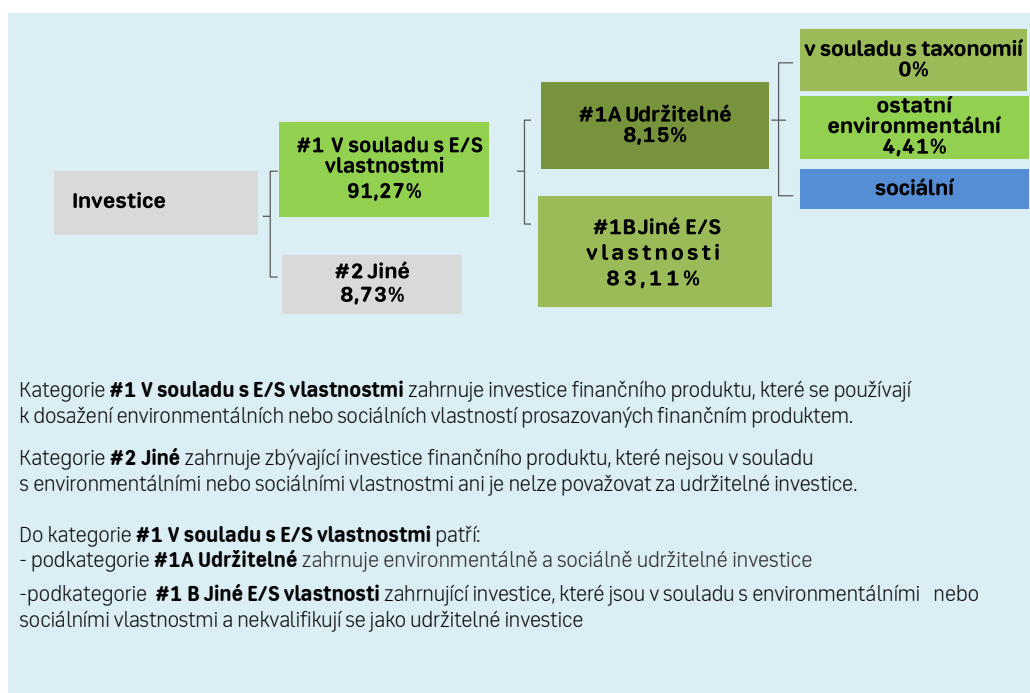 v souladu s taxonomií
0%
#1A Udržitelné
8,15%
ostatní
environmentální
4,41%
#1 V souladu s E/S
vlastnostmi
91,27%
sociální
Investice
#1B Jiné E/S
vlastnosti
83,11%
#2 Jiné
8,73%
Kategorie #1 V souladu s E/S vlastnostmi zahrnuje investice finančního produktu, které se používají
k dosažení environmentálních nebo sociálních vlastností prosazovaných finančním produktem.
Kategorie #2 Jiné zahrnuje zbývající investice finančního produktu, které nejsou v souladu
s environmentálními nebo sociálními vlastnostmi ani je nelze považovat za udržitelné investice.
Do kategorie #1 V souladu s E/S vlastnostmi patří:
- podkategorie #1A Udržitelné zahrnuje environmentálně a sociálně udržitelné investice
-podkategorie #1 B Jiné E/S vlastnosti zahrnující investice, které jsou v souladu s environmentálními nebo
sociálními vlastnostmi a nekvalifikují se jako udržitelné investice